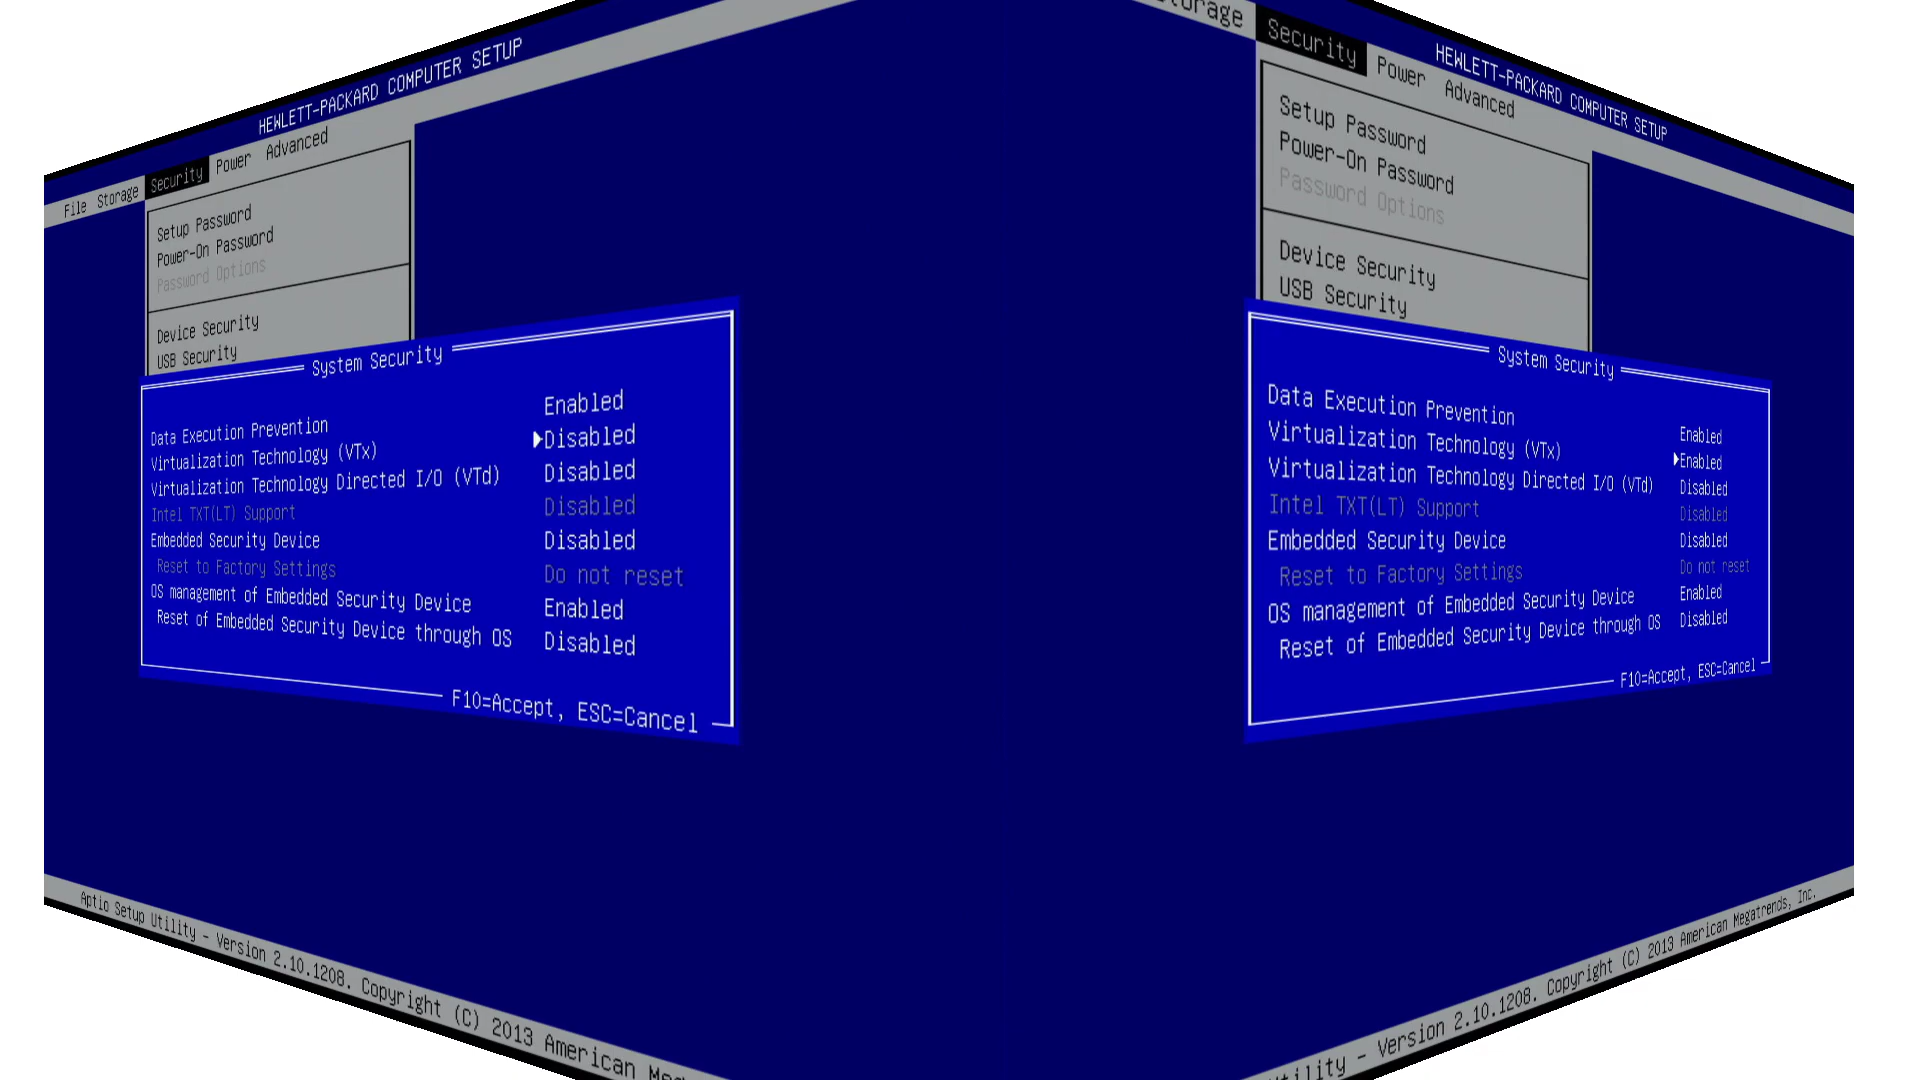 HEWLETT-PACKARD COMPUTER SETUP
File Storage Security Power Advanced
Setup Password
Power-On Password
Password Options
Device Security
USB Security
System Security
Data Execution Prevention Enabled
Virtualization Technology (VTx) Disabled
Virtualization Technology Directed I/O (VTd) Disabled
Intel TXT(LT) Support Disabled
Embedded Security Device Disabled
Reset to Factory Settings Do not reset
OS management of Embedded Security Device Enabled
Reset of Embedded Security Device through OS Disabled
F10=Accept, ESC=Cancel
Aptio Setup Utility - Version 2.10.1208. Copyright (C) 2013 American
HEWLETT-PACKARD COMPUTER SETUP
Storage Security Power Advanced
Setup Password
Power-On Password
Password Options
Device Security
USB Security
System Security
Data Execution Prevention Enabled
Virtualization Technology (VTx) Enabled
Virtualization Technology Directed I/O (VTd) Disabled
Intel TXT(LT) Support Disabled
Embedded Security Device Disabled
Reset to Factory Settings Do not reset
OS management of Embedded Security Device Enabled
Reset of Embedded Security Device through OS Disabled
F10=Accept, ESC=Cancel
Utility - Version 2.10.1208. Copyright (C) 2013 American Megatrends, Inc.